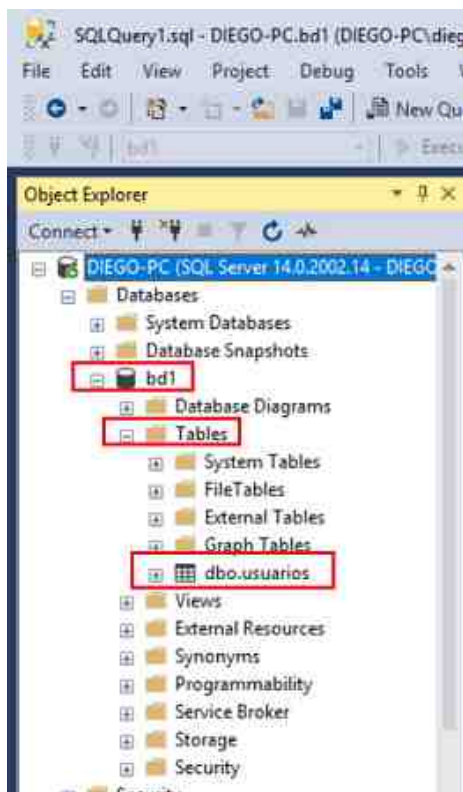 SQLQuery1.sql - DIEGO-PC.bd1 (DIEGO-PC\dieg
File Edit View Project Debug Tools
New Qu
bd1 Execu
Object Explorer
Connect
DIEGO-PC (SQL Server 14.0.2002.14 - DIEGO
Databases
System Databases
Database Snapshots
bd1
Database Diagrams
Tables
System Tables
FileTables
External Tables
Graph Tables
dbo.usuarios
Views
External Resources
Synonyms
Programmability
Service Broker
Storage
Security
Security